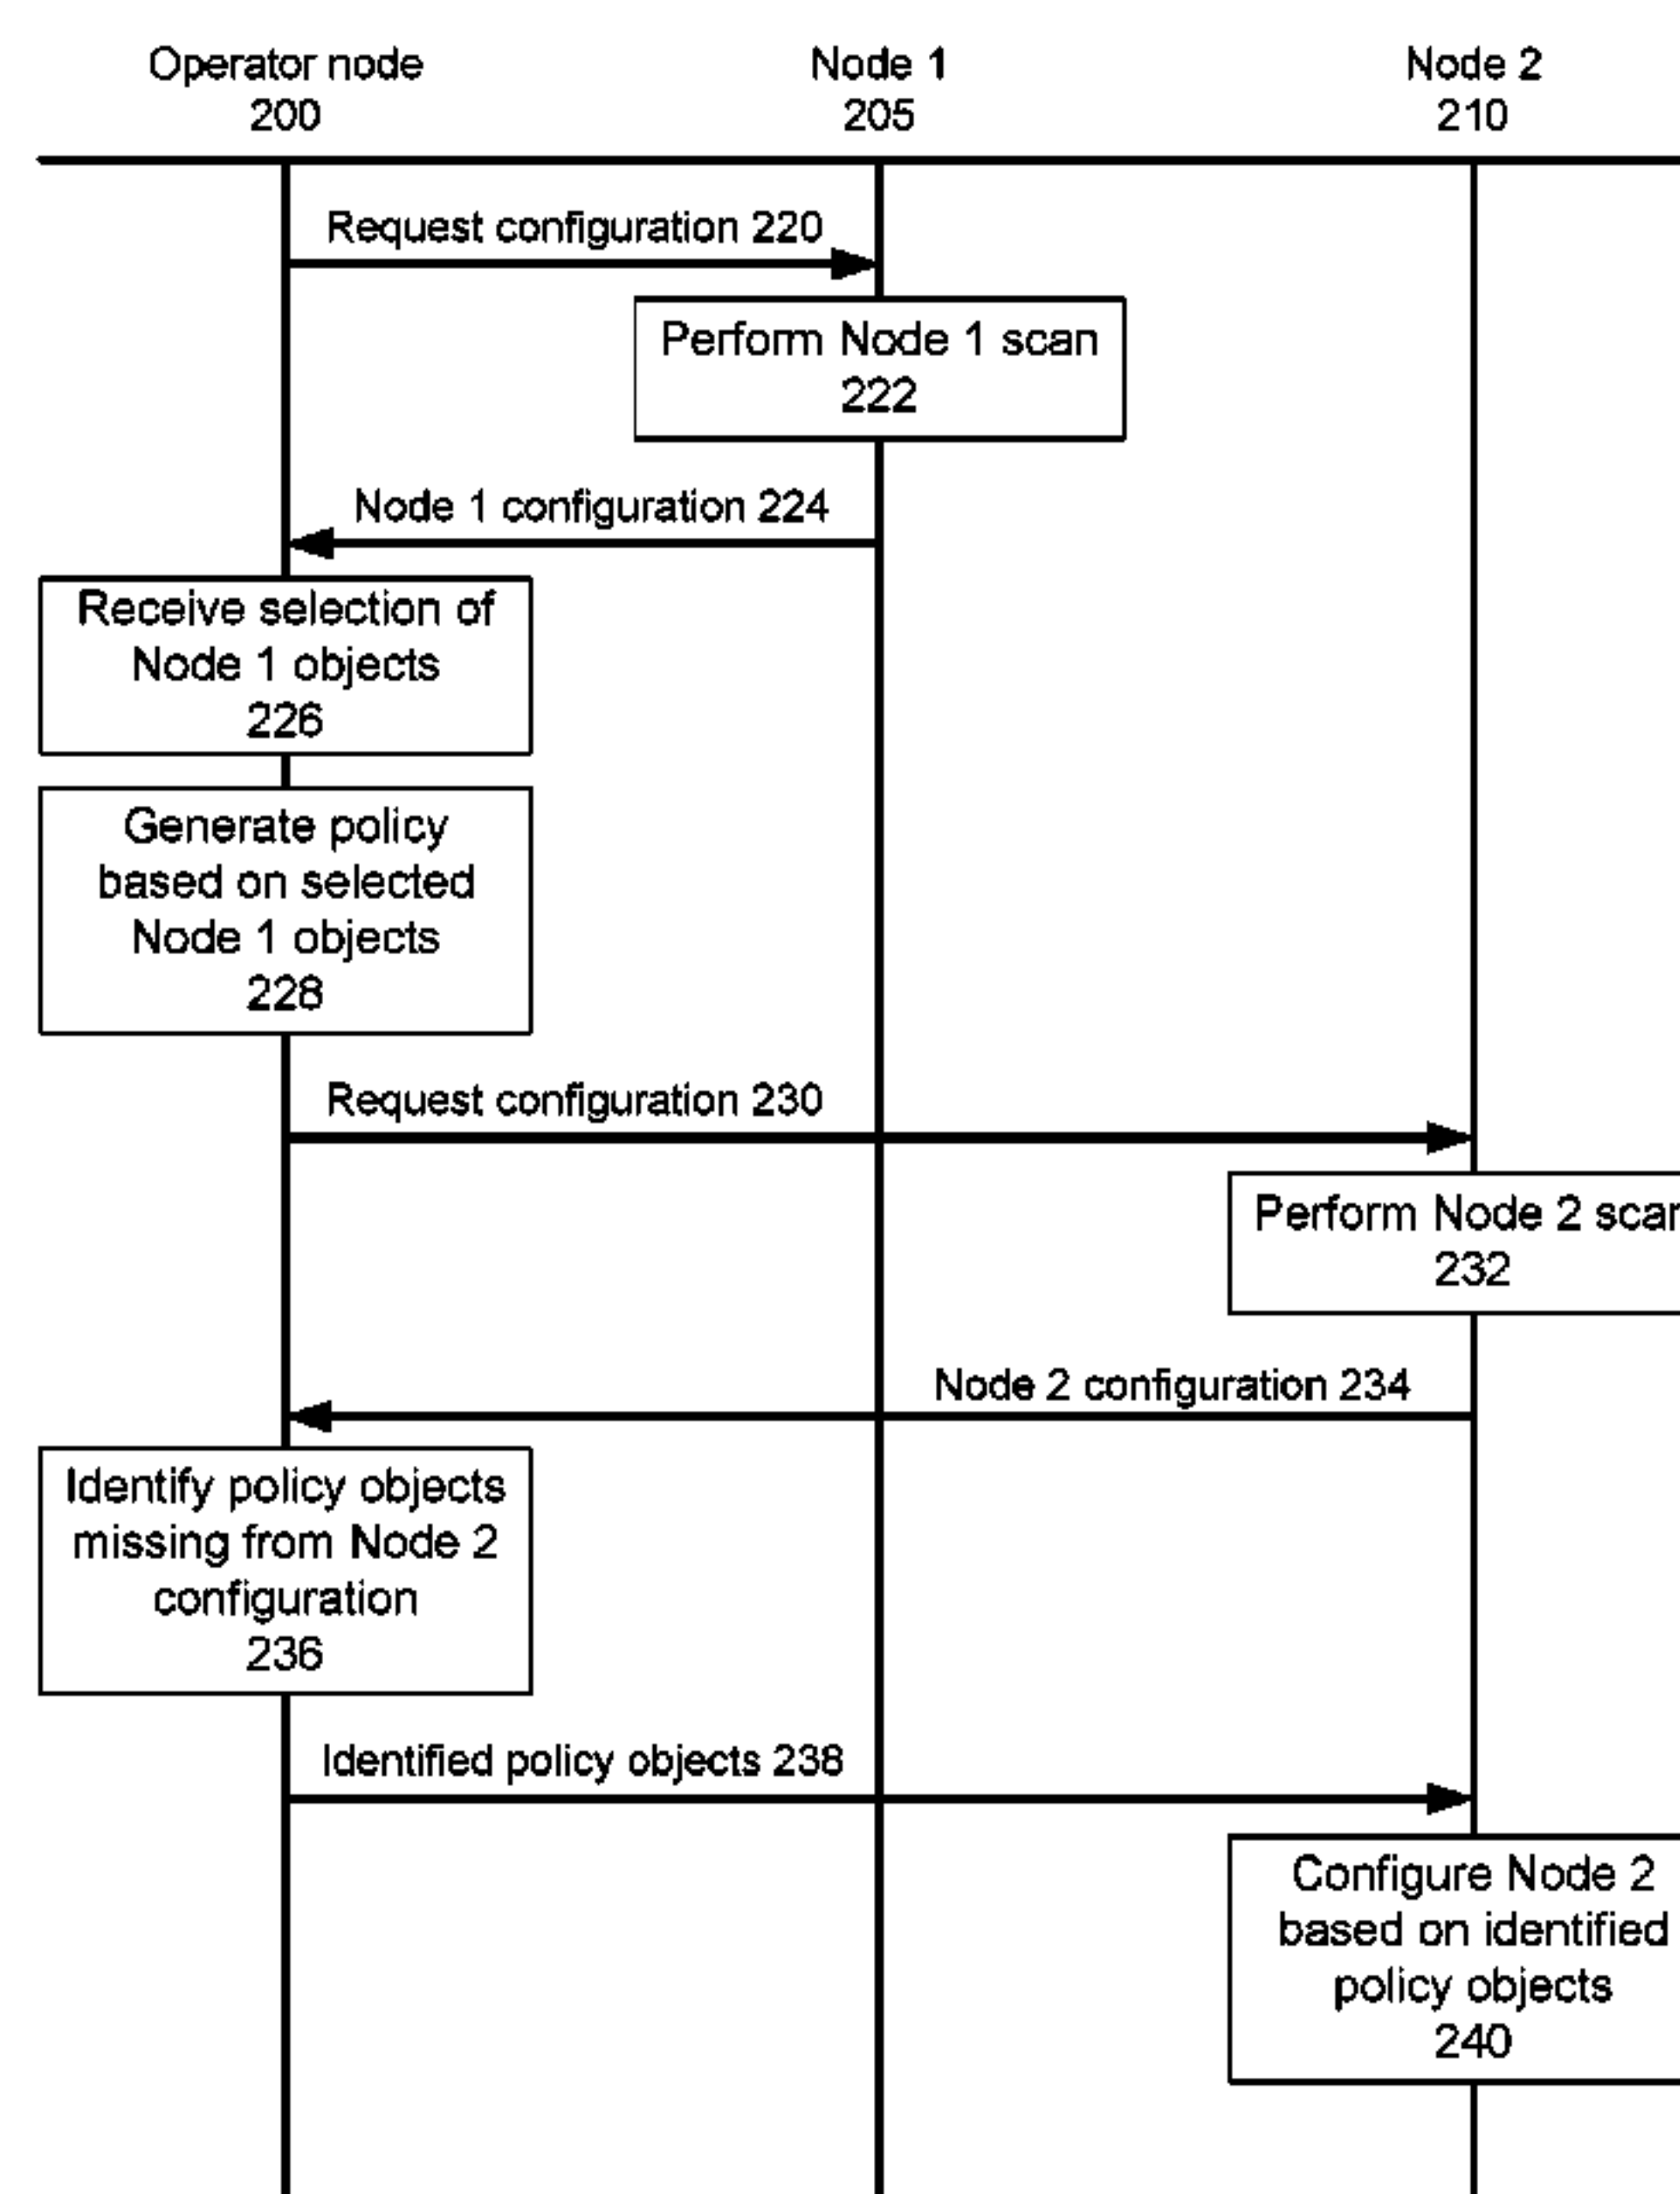 Operator node
200
Node 1
205
Node 2
210
Request configuration 220
Perform Node 1 scan
222
Node 1 configuration 224
Receive selection of
Node 1 objects
226
Generate policy
based on selected
Node 1 objects
228
Request configuration 230
Perform Node 2 scan
232
Node 2 configuration 234
Identify policy objects
missing from Node 2
configuration
236
Identified policy objects 238
Configure Node 2
based on identified
policy objects
240